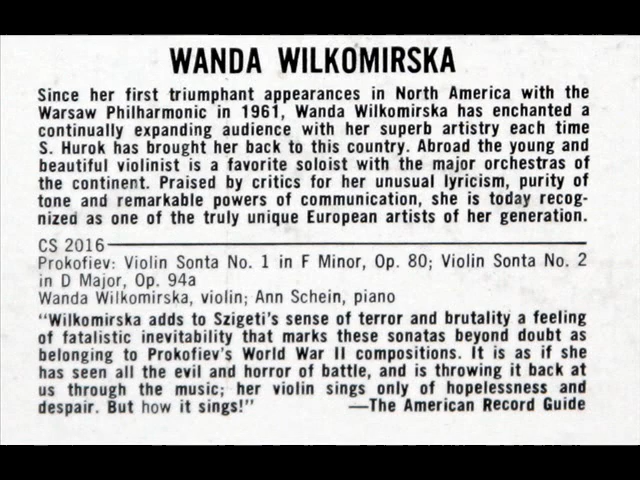 WANDA WILKOMIRSKA
Since her first triumphant appearances in North America with the
Warsaw Philharmonic in 1961, Wanda Wilkomirska has enchanted a
continually expanding audience with her superb artistry each time
S. Hurok has brought her back to this country. Abroad the young and
beautiful violinist is a favorite soloist with the major orchestras of
the continent. Praised by critics for her unusual lyricism, purity of
tone and remarkable powers of communication, she is today recog-
nized as one of the truly unique European artists of her generation.
CS 2016
Prokofiev: Violin Sonta No. 1 in F Minor, Op. 80; Violin Sonta No. 2
in D Major, Op. 94a
Wanda Wilkomirska, violin; Ann Schein, piano
"Wilkomirska adds to Szigeti's sense of terror and brutality a feeling
of fatalistic inevitability that marks these sonatas beyond doubt as
belonging to Prokofiev's World War II compositions. It is as if she
has seen all the evil and horror of battle, and is throwing it back at
us through the music; her violin sings only of hopelessness and
despair. But how it sings!" —The American Record Guide